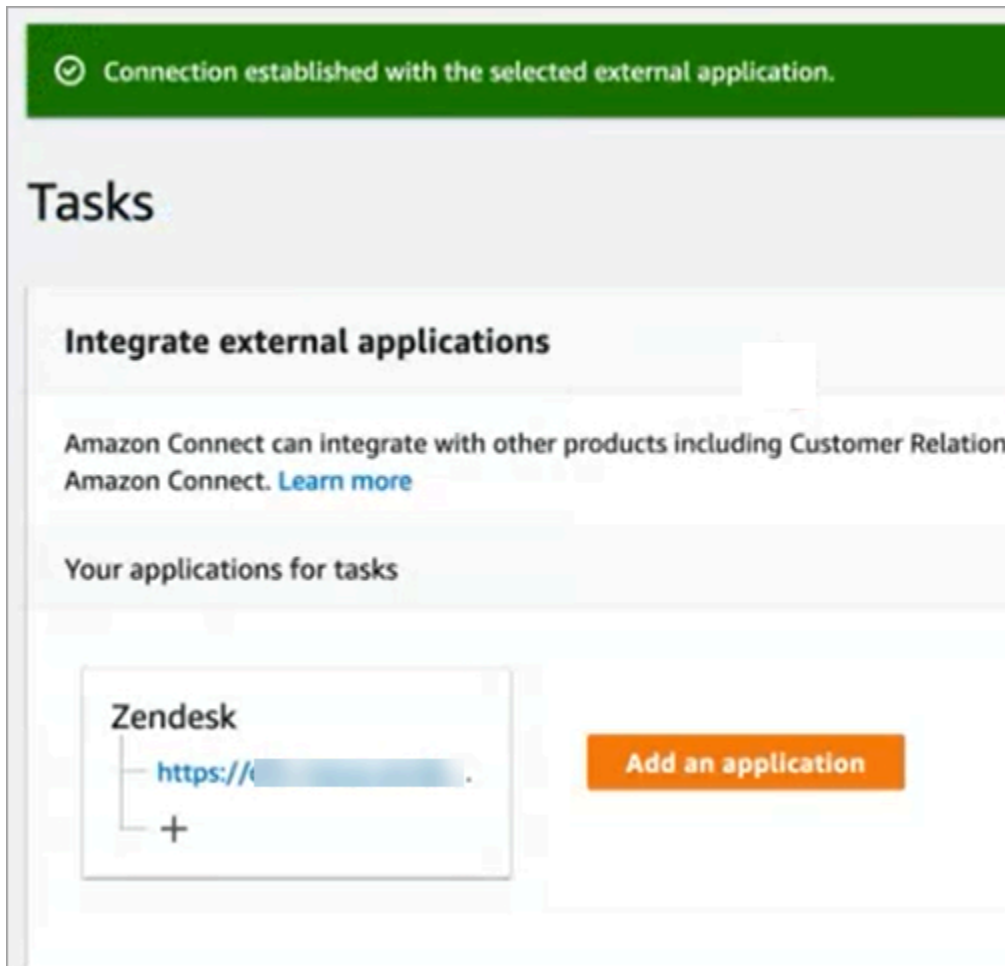 Connection established with the selected external application.
Tasks
Integrate external applications
Amazon Connect can integrate with other products including Customer Relation
Amazon Connect. Learn more
Your applications for tasks
Zendesk
https://
Add an application
+